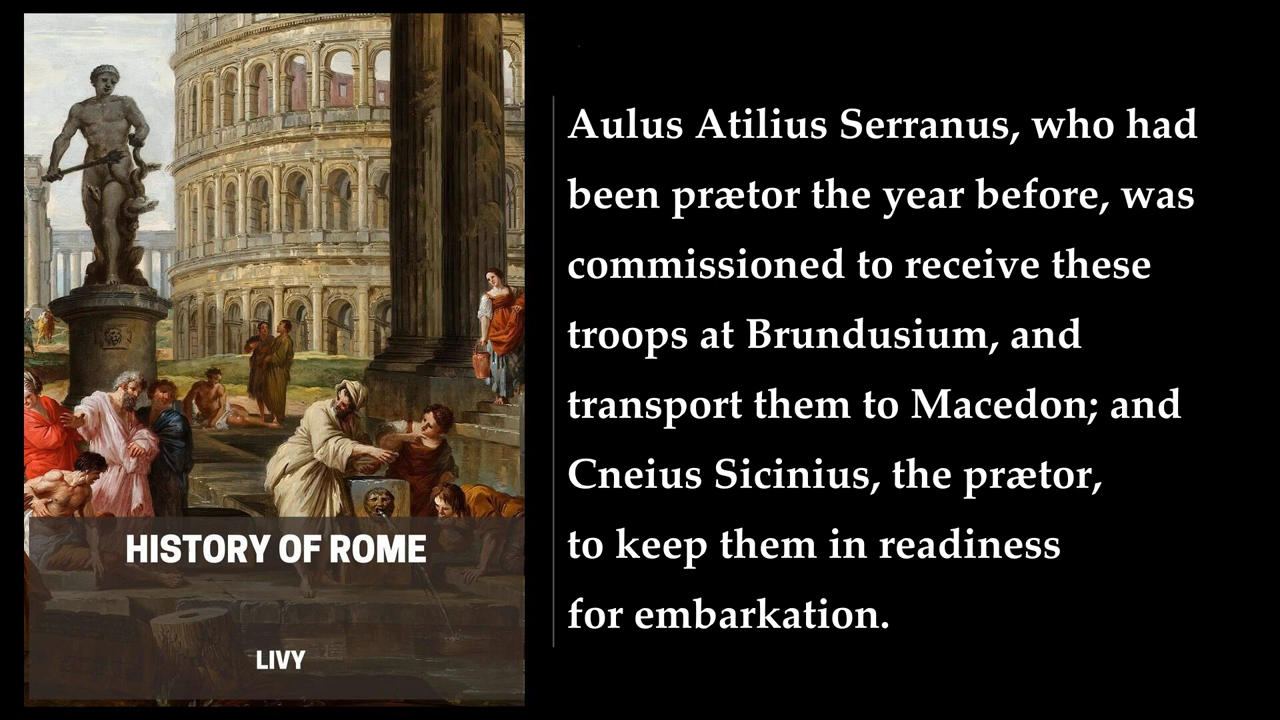 HISTORY OF ROME
LIVY
Aulus Atilius Serranus, who had
been prætor the year before, was
commissioned to receive these
troops at Brundusium, and
transport them to Macedon; and
Cneius Sicinius, the prætor,
to keep them in readiness
for embarkation.